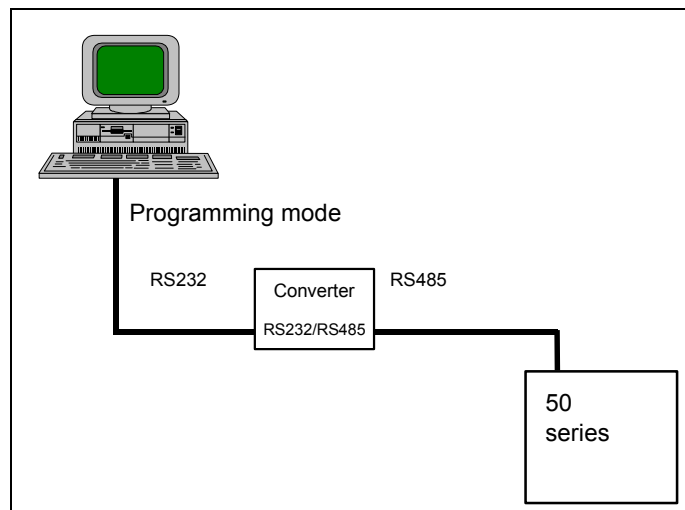 Programming mode
RS232
Converter
RS232/RS485
RS485
50
series